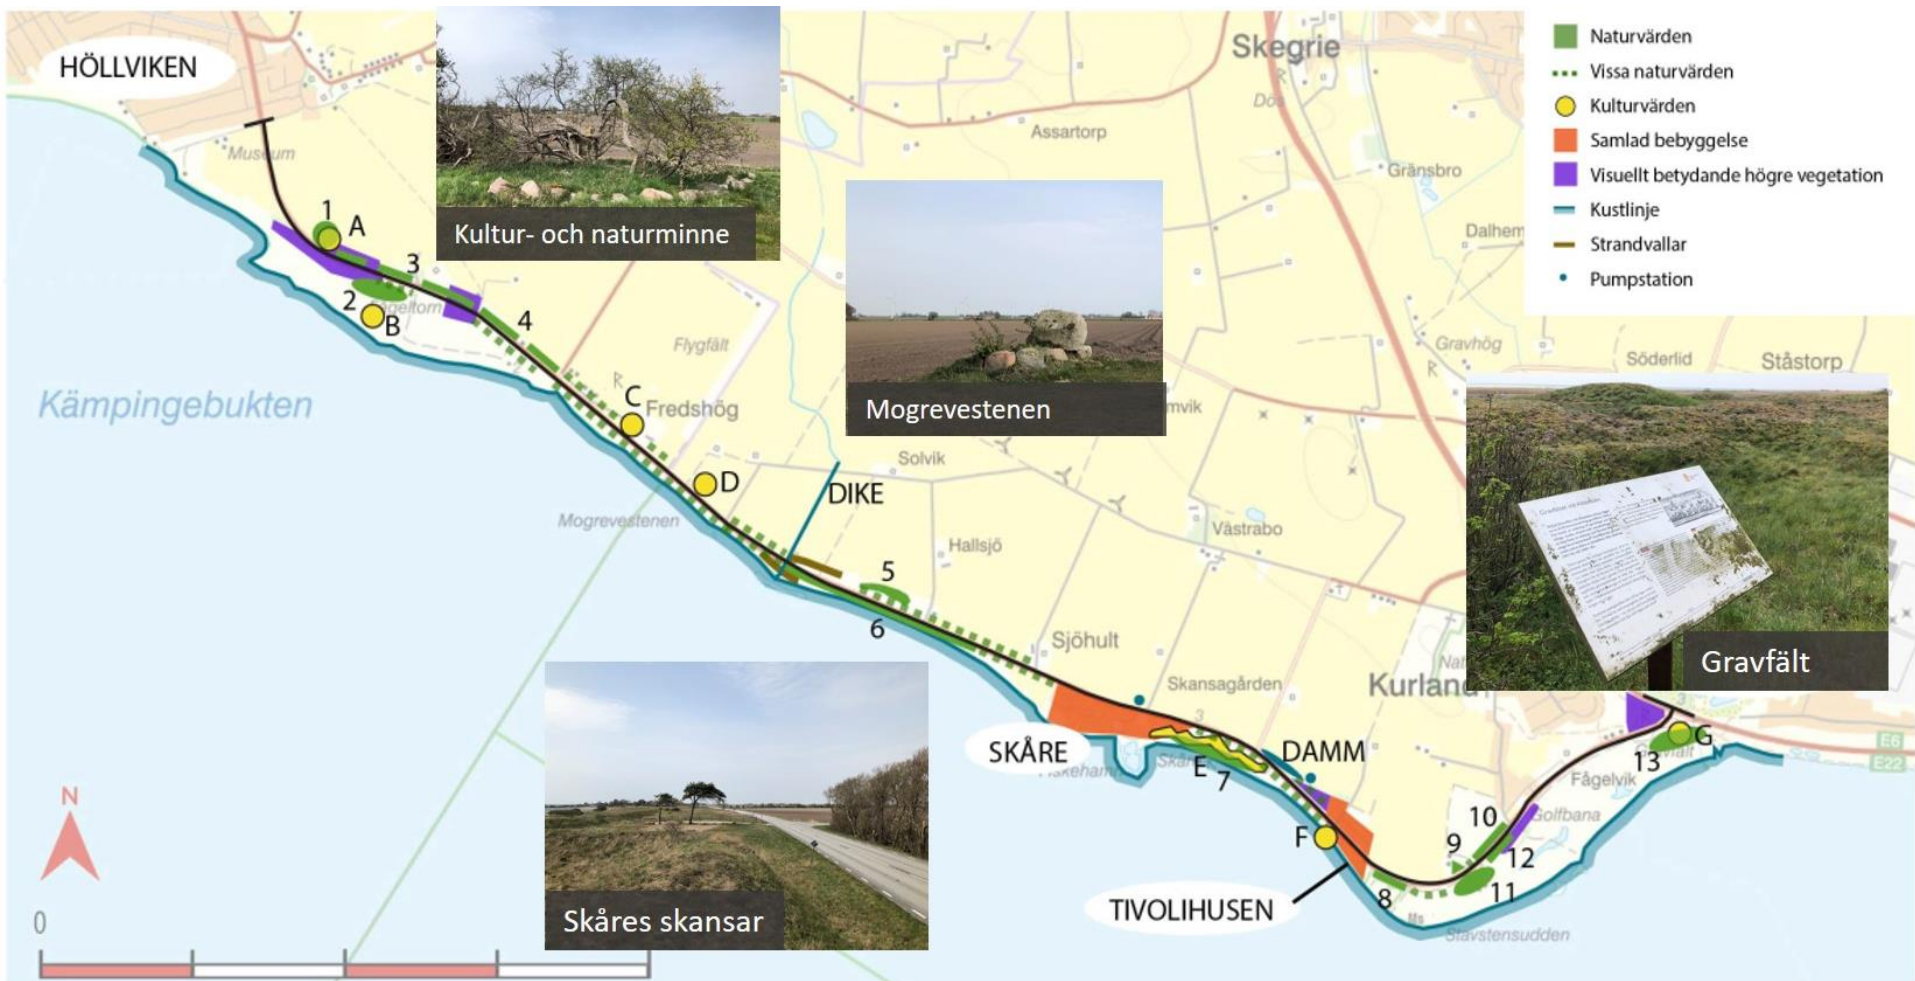 HÖLLVIKEN
Skegrie
Dös
Assartorp
Gränsbro
Dalhem
Museum
Naturvärden
Vissa naturvärden
Kulturvärden
Samlad bebyggelse
Visuellt betydande högre vegetation
Kustlinje
Strandvallar
Pumpstation
Kultur- och naturminne
1
A
3
2
B
4
Flygfält
Mogrevestenen
Gravhög
Söderlid
Ståstorp
R
R
Kämpingebukten
C
Fredshög
Solvik
D
DIKE
Mogrevestenen
Västrabo
Hallsjö
5
6
Sjöhult
Skansagården
Kurland
Gravfält
3
SKÅRE
E
7
DAMM
G
13
E6
E22
Fågelvik
Golfbana
F
10
9
12
11
8
TIVOLIHUSEN
Ms
Stavstensudden
Skåres skansar
N
0